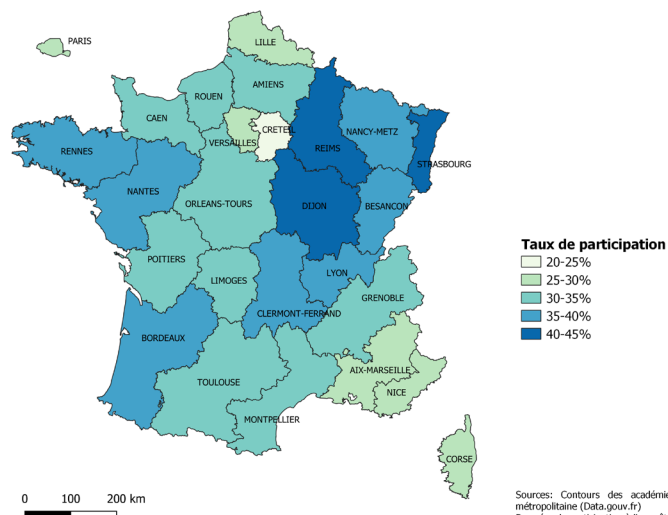 PARIS
LILLE
AMIENS
ROUEN
CAEN
CRETEIL
VERSAILLES
REIMS
NANCY-METZ
STRASBOURG
RENNES
NANTES
ORLEANS-TOURS
DIJON
BESANCON
POITIERS
LIMOGES
LYON
GRENOBLE
CLERMONT-FERRAND
BORDEAUX
TOULOUSE
AIX-MARSEILLE
NICE
MONTPELLIER
CORSE
Taux de participation
20-25%
25-30%
30-35%
35-40%
40-45%
0 100 200 km
Sources: Contours des académie
métropolitaine (Data.gouv.fr)